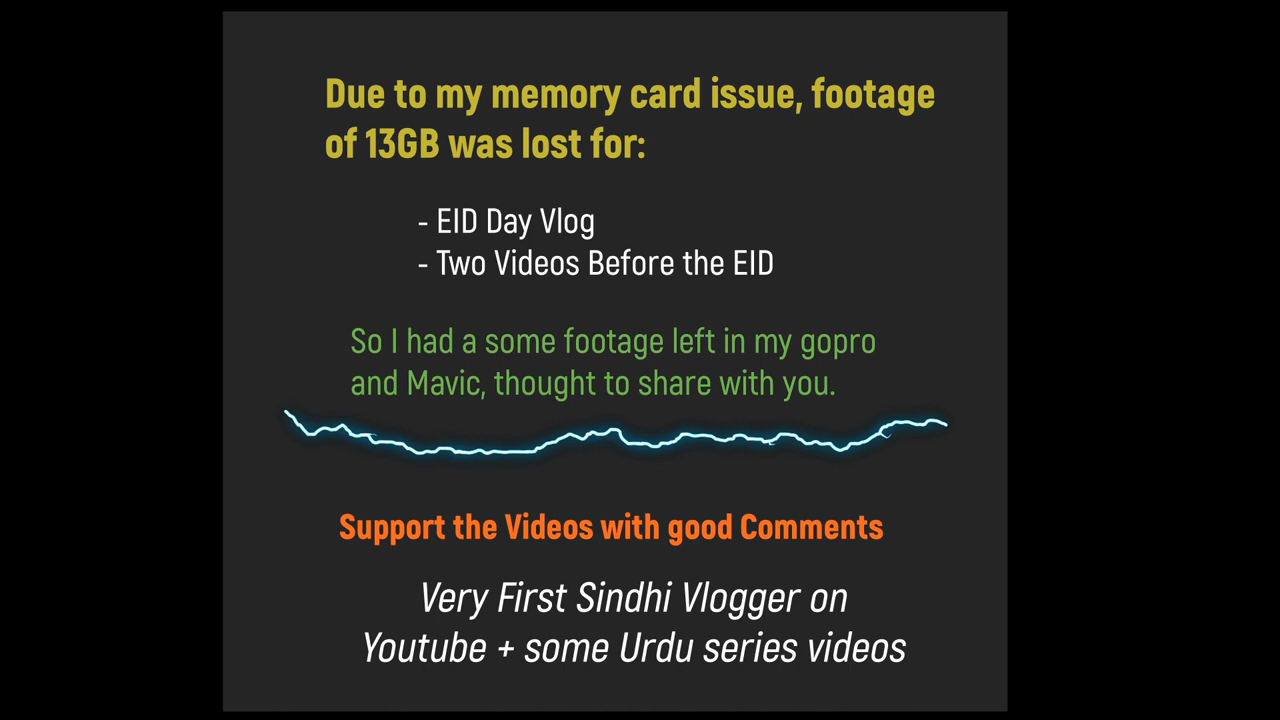 Due to my memory card issue, footage
of 13GB was lost for:
- EID Day Vlog
- Two Videos Before the EID
So I had a some footage left in my gopro
and Mavic, thought to share with you.
Support the Videos with good Comments
Very First Sindhi Vlogger on
Youtube + some Urdu series videos